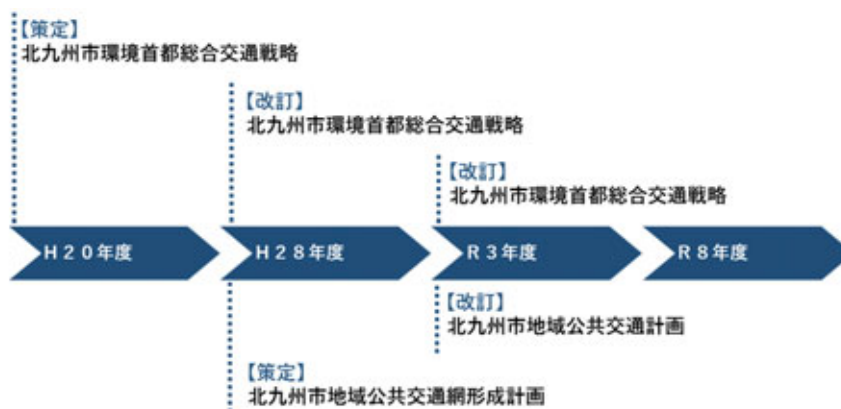 【策定】
北九州市環境首都総合交通戦略
【改訂】
北九州市環境首都総合交通戦略
【改訂】
北九州市環境首都総合交通戦略
H20年度
H28年度
R3年度
R8年度
【改訂】
北九州市地域公共交通計画
【策定】
北九州市地域公共交通網形成計画